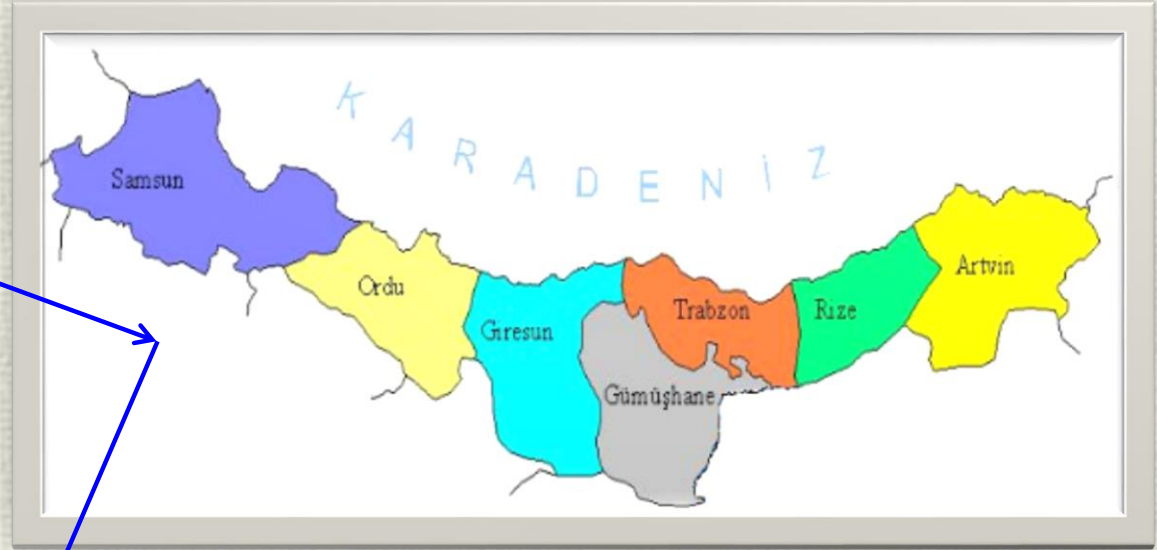 KARADENİZ
Samsun
Ordu
Giresun
Trabzon
Rize
Artvin
Gümüşhane